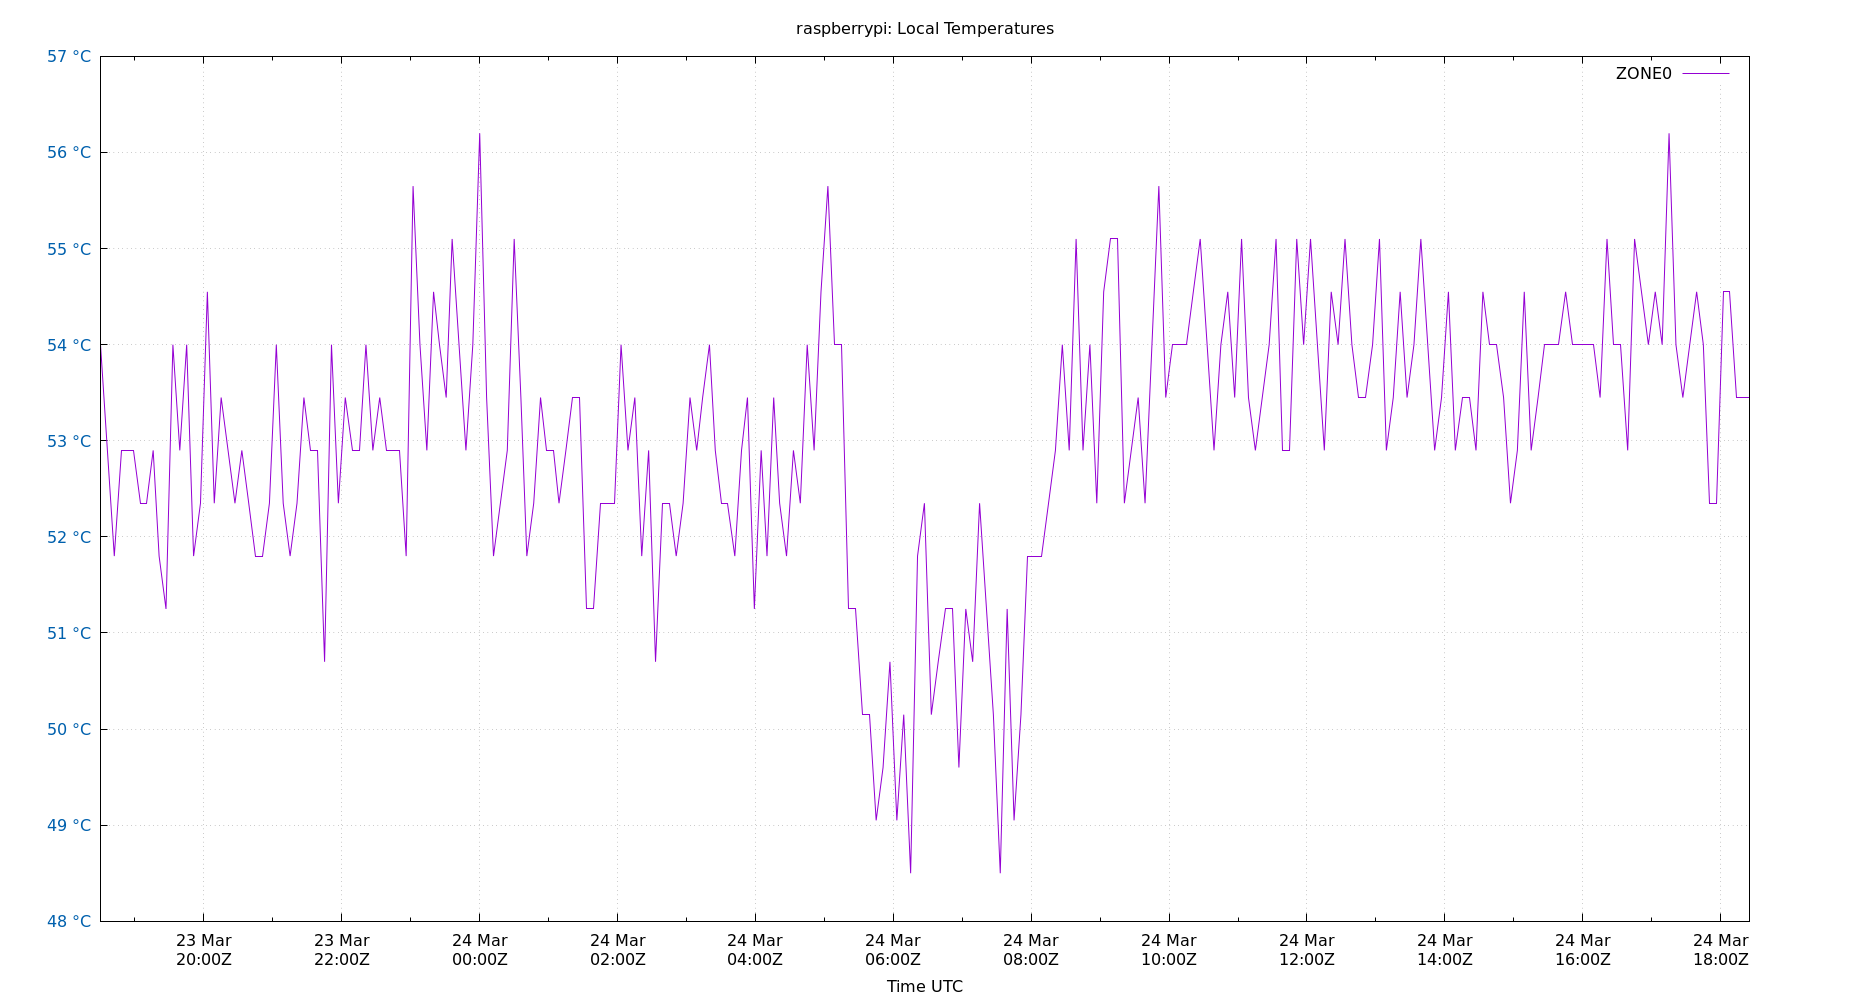 raspberrypi: Local Temperatures
57 °C
ZONE0
56 °C
55 °C
54 °C
53 °C
52 °C
51 °C
50 °C
49 °C
48 °C
23 Mar 23 Mar 24 Mar 24 Mar 24 Mar 24 Mar 24 Mar 24 Mar 24 Mar 24 Mar 24 Mar 24 Mar
20:00Z 22:00Z 00:00Z 02:00Z 04:00Z 06:00Z 08:00Z 10:00Z 12:00Z 14:00Z 16:00Z 18:00Z
Time UTC